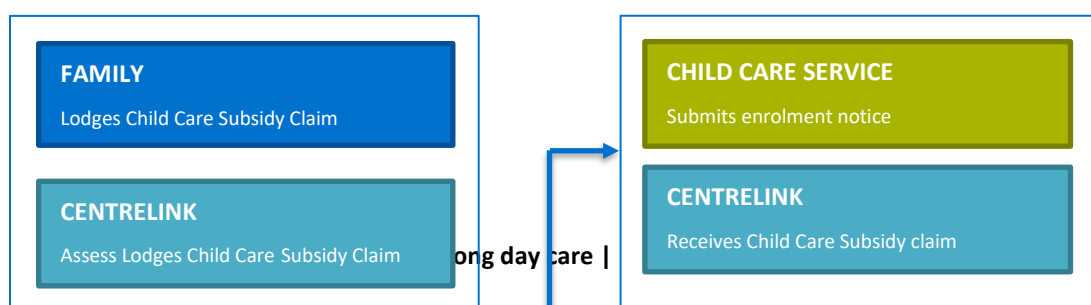 FAMILY
Lodges Child Care Subsidy Claim
CENTRELINK
Assess Lodges Child Care Subsidy Claim
day care |
CHILD CARE SERVICE
Submits enrolment notice
CENTRELINK
Receives Child Care Subsidy claim